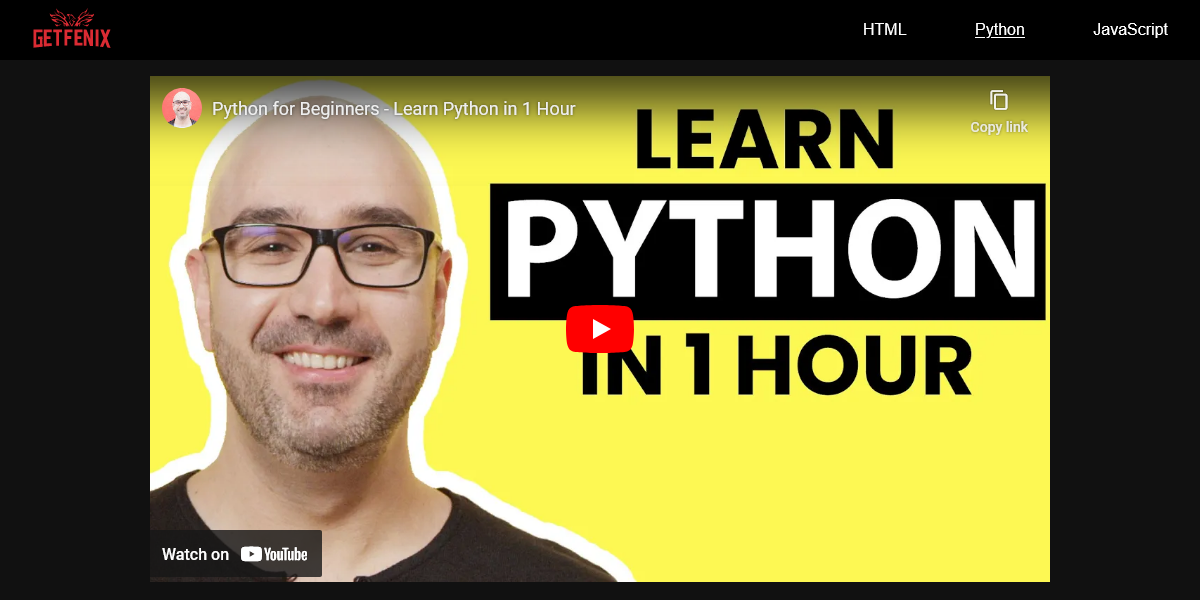 GETFENIX
HTML
Python
JavaScript
Python for Beginners - Learn Python in 1 Hour
Copy link
LEARN
PYTHON
IN 1 HOUR
Watch on YouTube